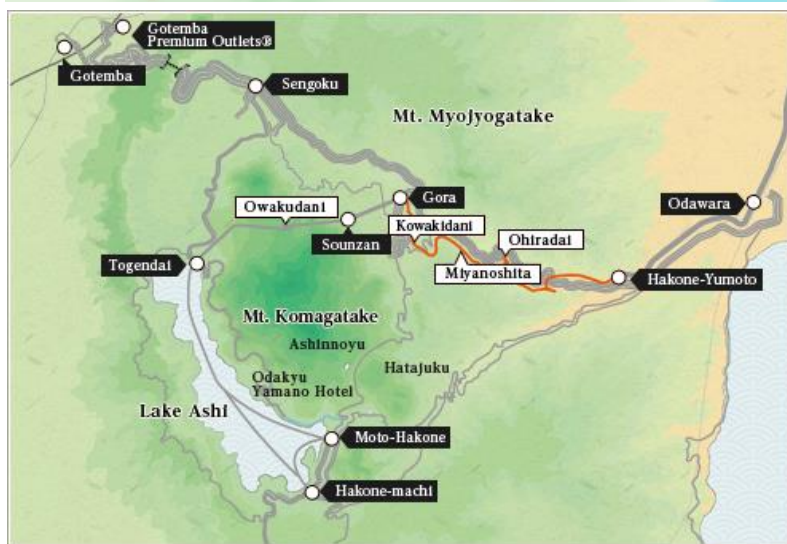 Gotemba
Premium Outlets®
Gotemba
Sengoku
Mt. Myojyogatake
Owakudani
Gora
Odawara
Sounzan
Kowakidani
Ohiradai
Togendai
Miyanoshita
Hakone-Yumoto
Mt. Komagatake
Ashinnoyu
Hatajuku
Odakyu
Yamano Hotel
Lake Ashi
Moto-Hakone
Hakone-machi